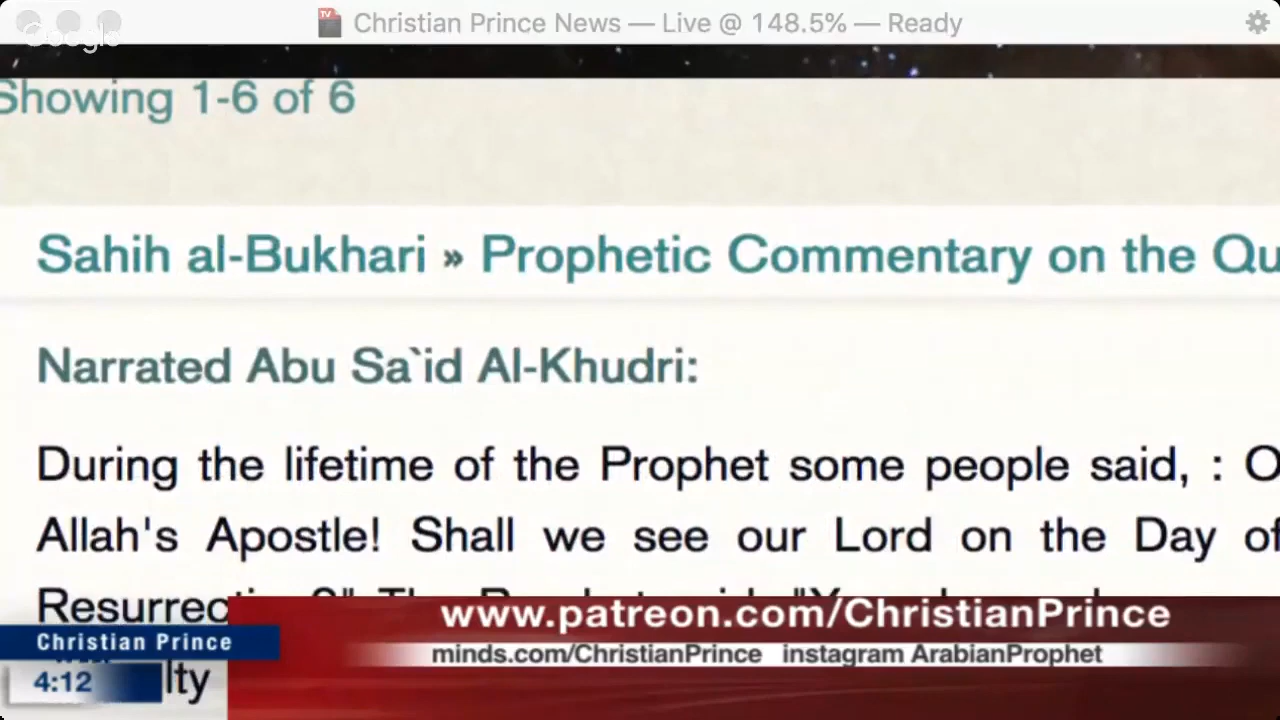 Christian Prince News — Live @ 148.5% — Ready
Google
Showing 1-6 of 6
Sahih al-Bukhari » Prophetic Commentary on the Qu
Narrated Abu Sa`id Al-Khudri:
During the lifetime of the Prophet some people said, : O
Allah's Apostle! Shall we see our Lord on the Day of
www.patreon.com/ChristianPrince
Christian Prince
minds.com/ChristianPrince instagram ArabianProphet
4:12
lty